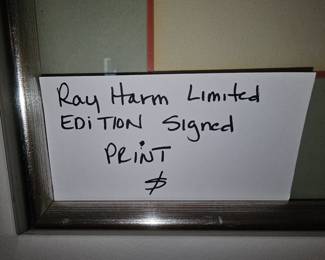 Ray Harm Limited
EDiTiON Signed
PRiNT
$